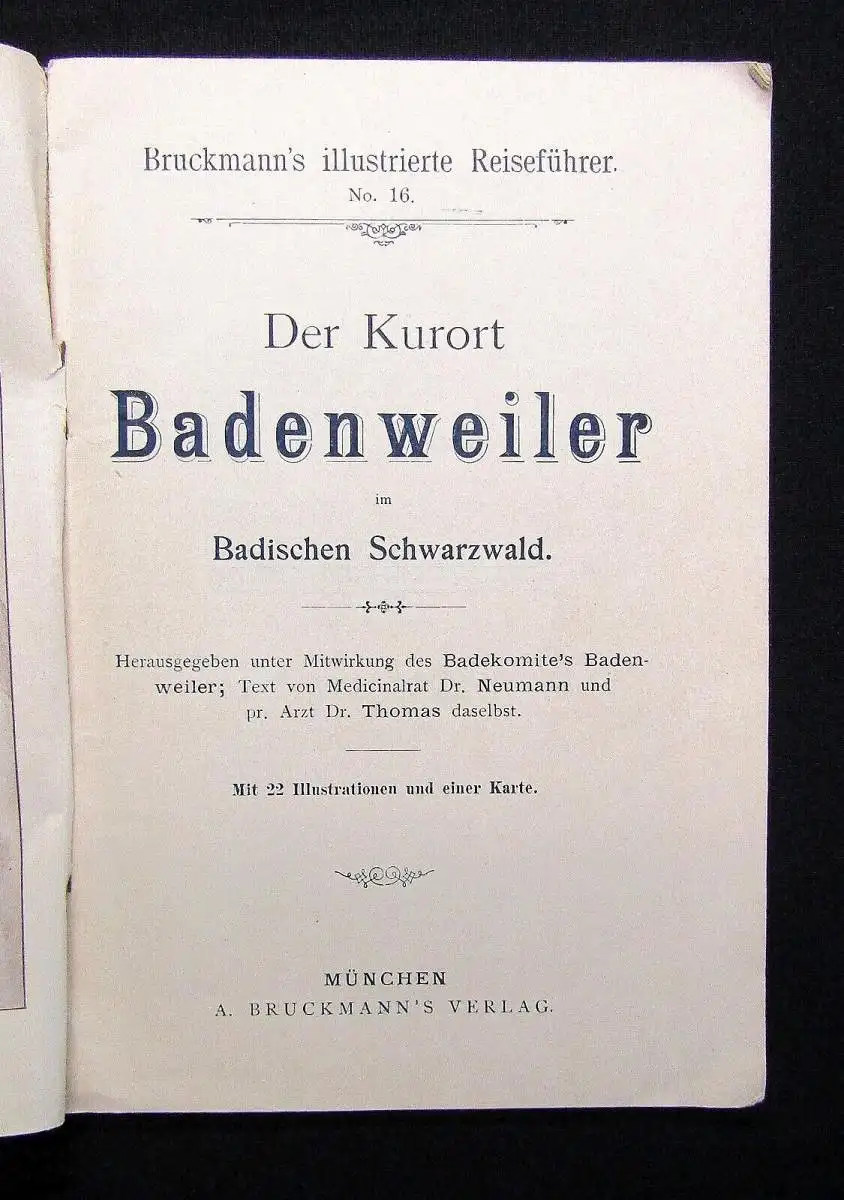 Bruckmann's illustrierte Reiseführer.
No. 16.
Der Kurort
Badenweiler
im
Badischen Schwarzwald.
Herausgegeben unter Mitwirkung des Badekomite's Baden-
weiler; Text von Medicinalrat Dr. Neumann und
pr. Arzt Dr. Thomas daselbst.
Mit 22 Illustrationen und einer Karte.
MÜNCHEN
A. BRUCKMANN'S VERLAG.